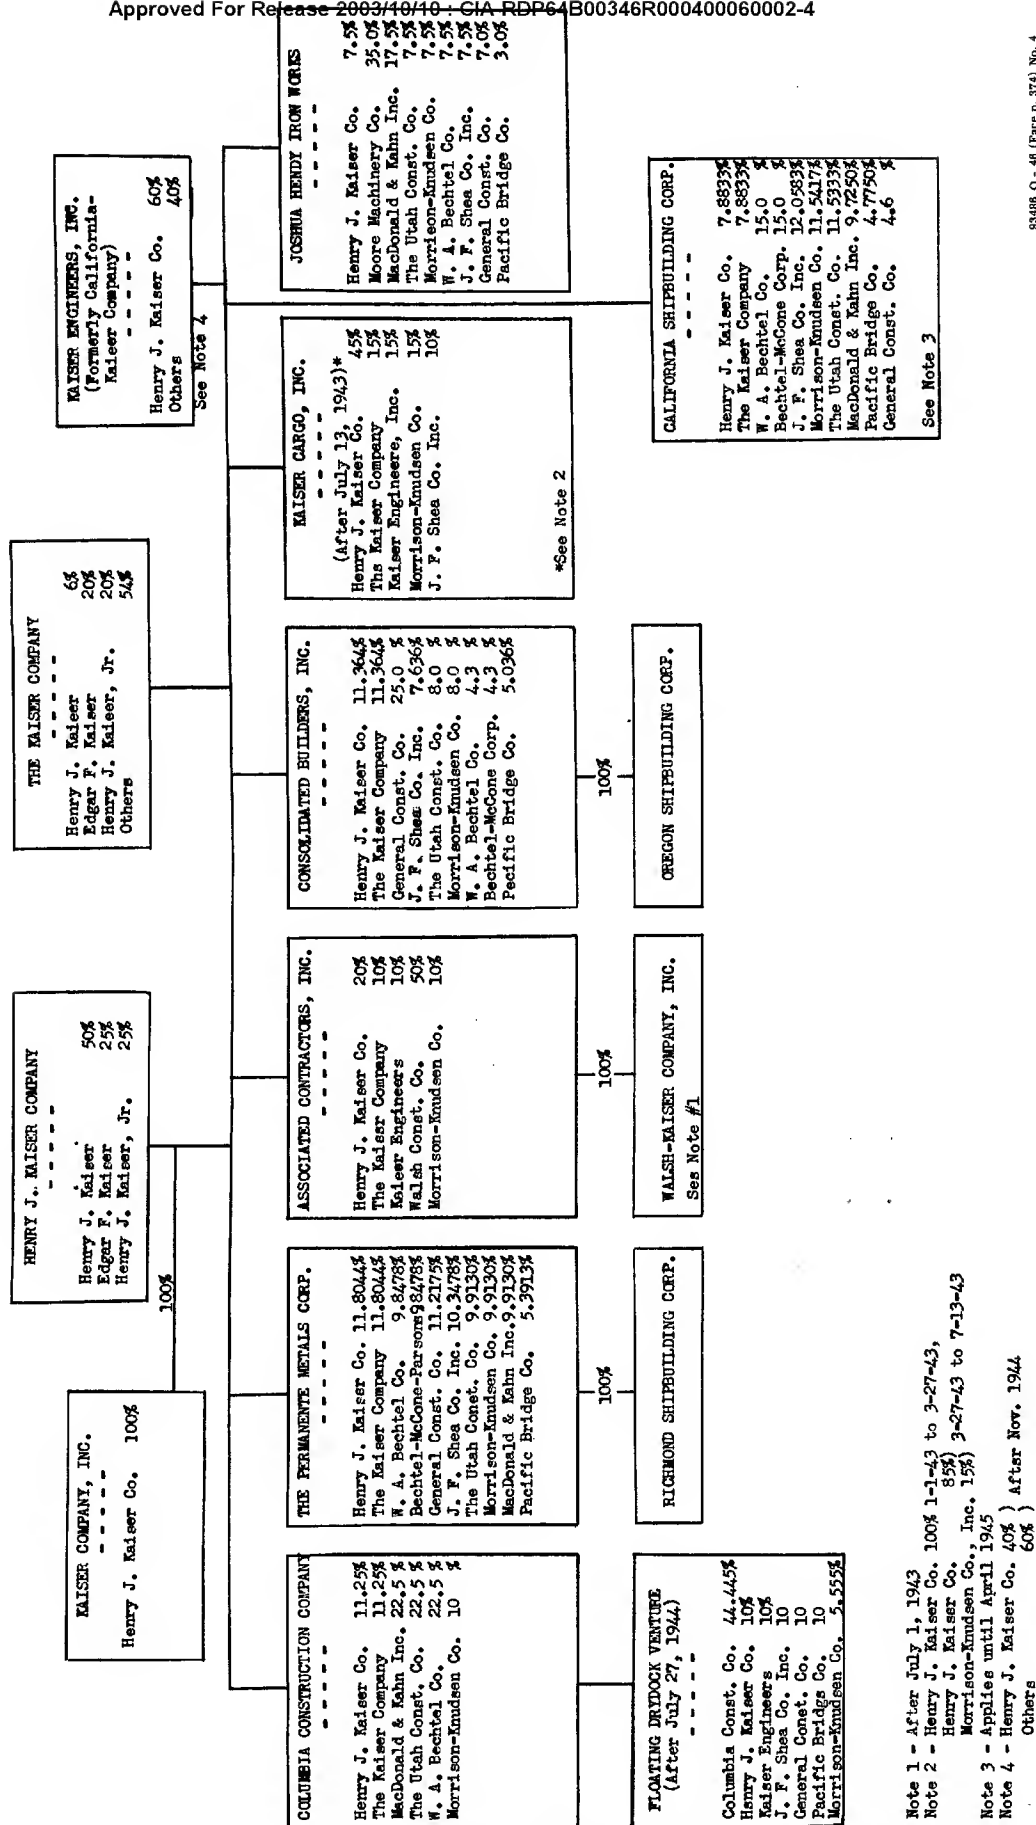 Approved For Release 2003/10/10 : CIA-RDP64B00346R000400060002-4
KAISER COMPANY, INC.
- - - - -
Henry J. Kaiser Co. 100%
100%
HENRY J. KAISER COMPANY
- - - - -
Henry J. Kaiser 50%
Edgar F. Kaiser 25%
Henry J. Kaiser, Jr. 25%
THE KAISER COMPANY
- - - - -
Henry J. Kaieer 6%
Edgar F. Kaiser 20%
Henry J. Kaieer, Jr. 20%
Others 54%
KAISER ENGINEERS, INC.
(Formerly California-
Kaieer Company)
- - - - -
Henry J. Kaiser Co. 60%
Others 40%
See Note 4
COLUMBIA CONSTRUCTION COMPANY
- - - - -
Henry J. Kaiser Co. 11.25%
The Kaiser Company 11.25%
MacDonald & Kahn Inc. 22.5 %
The Utah Const. Co. 22.5 %
W. A. Bechtel Co. 22.5 %
Morrison-Knudsen Co. 10 %
THE PERMANENTE METALS CORP.
- - - - -
Henry J. Kaiser Co. 11.8044%
The Kaiser Company 11.8044%
W. A. Bechtel Co. 9.8478%
Bechtel-McCone-Parsons 9.8478%
General Const. Co. 11.2175%
J. F. Shea Co. Inc. 10.3478%
The Utah Const. Co. 9.9130%
Morrison-Knudsen Co. 9.9130%
MacDonald & Kahn Inc. 9.9130%
Pacific Bridge Co. 5.3913%
ASSOCIATED CONTRACTORS, INC.
- - - - -
Henry J. Kaiser Co. 20%
The Kaiser Company 10%
Kaieer Engineers 10%
Walsh Const. Co. 50%
Morrison-Knudsen Co. 10%
CONSOLIDATED BUILDERS, INC.
- - - - -
Henry J. Kaiser Co. 11.364%
The Kaiser Company 11.364%
General Const. Co. 25.0 %
J. F. Shea Co. Inc. 7.636%
The Utah Const. Co. 8.0 %
Morrison-Knudsen Co. 8.0 %
W. A. Bechtel Co. 4.3 %
Bechtel-McCone Corp. 4.3 %
Pecific Bridge Co. 5.036%
KAISER CARGO, INC.
- - - - -
(After July 13, 1943)*
Henry J. Kaiser Co. 45%
Ths Kaiser Company 15%
Kaiser Engineere, Inc. 15%
Morrison-Knudsen Co. 15%
J. F. Shea Co. Inc. 10%
*See Note 2
JOSHUA HENDY IRON WORKS
- - - - -
Henry J. Kaiser Co. 7.5%
Moore Machinery Co. 35.0%
MacDonald & Kahn Inc. 17.5%
The Utah Const. Co. 7.5%
Morrieon-Knudsen Co. 7.5%
W. A. Bechtel Co. 7.5%
J. F. Shea Co. Inc. 7.5%
General Const. Co. 7.0%
Pacific Bridge Co. 3.0%
FLOATING DRYDOCK VENTURE
(After July 27, 1944)
- - - - -
Columbia Const. Co. 44.445%
Henry J. Kaiser Co. 10%
Kaiser Engineers 10%
J. F. Shea Co. Inc. 10
General Conet. Co. 10
Pacific Bridge Co. 10
Morrison-Knudsen Co. 5.555%
100%
RICHMOND SHIPBUILDING CORP.
100%
WALSH-KAISER COMPANY, INC.
See Note #1
100%
OREGON SHIPBUILDING CORP.
CALIFORNIA SHIPBUILDING CORP.
- - - - -
Henry J. Kaiser Co. 7.8833%
The Kaiser Company 7.8833%
W. A. Bechtel Co. 15.0 %
Bechtel-McCone Corp. 15.0 %
J. F. Shea Co. Inc. 12.0583%
Morrison-Knudsen Co. 11.5417%
The Utah Const. Co. 11.5333%
MacDonald & Kahn Inc. 9.7250%
Pacific Bridge Co. 4.7750%
General Const. Co. 4.6 %
See Note 3
Note 1 - After July 1, 1943
Note 2 - Henry J. Kaiser Co. 100% 1-1-43 to 3-27-43,
Henry J. Kaiser Co. 85%)
Morrison-Knudsen Co., Inc. 15%) 3-27-43 to 7-13-43
Note 3 - Applies until April 1945
Note 4 - Henry J. Kaiser Co. 40% ) After Nov. 1944
Others 60% )
93486 O - 46 (Face p. 374) No. 4